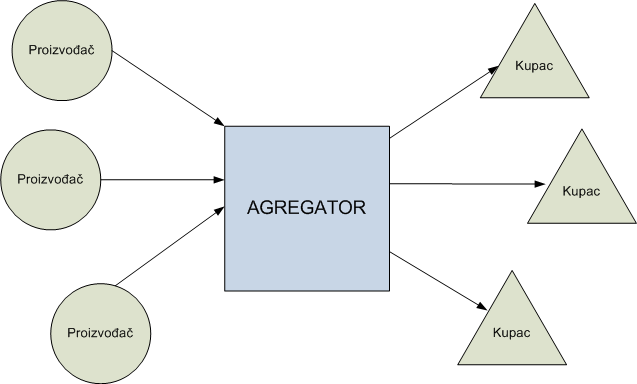 Proizvođač
Kupac
Proizvođač
AGREGATOR
Kupac
Proizvođač
Kupac